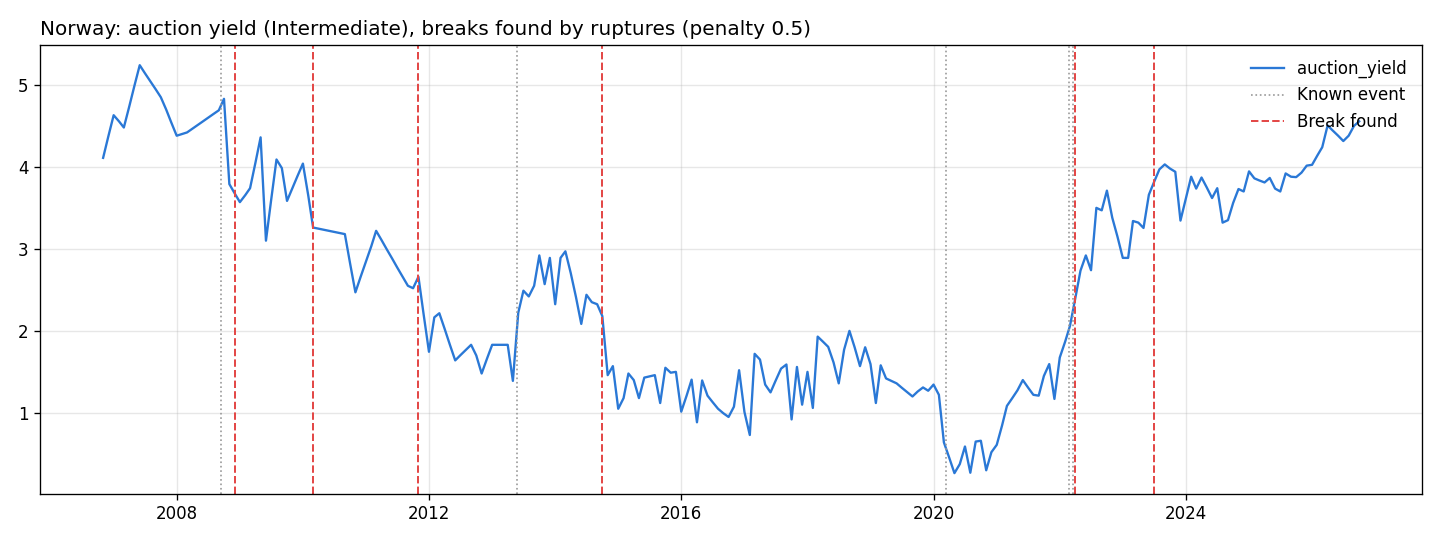 Norway: auction yield (Intermediate), breaks found by ruptures (penalty 0.5)
auction_yield
Known event
Break found
5
4
3
2
1
2008
2012
2016
2020
2024